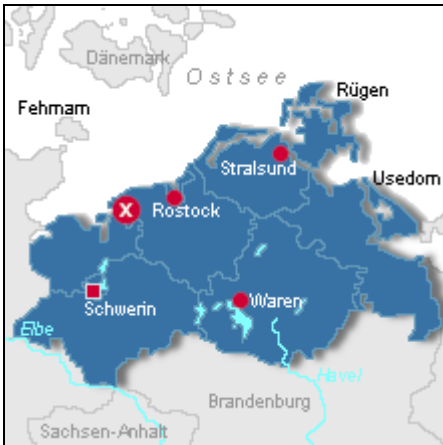 Dänemark
Ostsee
Rügen
Fehmarn
Stralsund
Usedom
X
Rostock
Schwerin
Waren
Elbe
Havel
Brandenburg
Sachsen-Anhalt